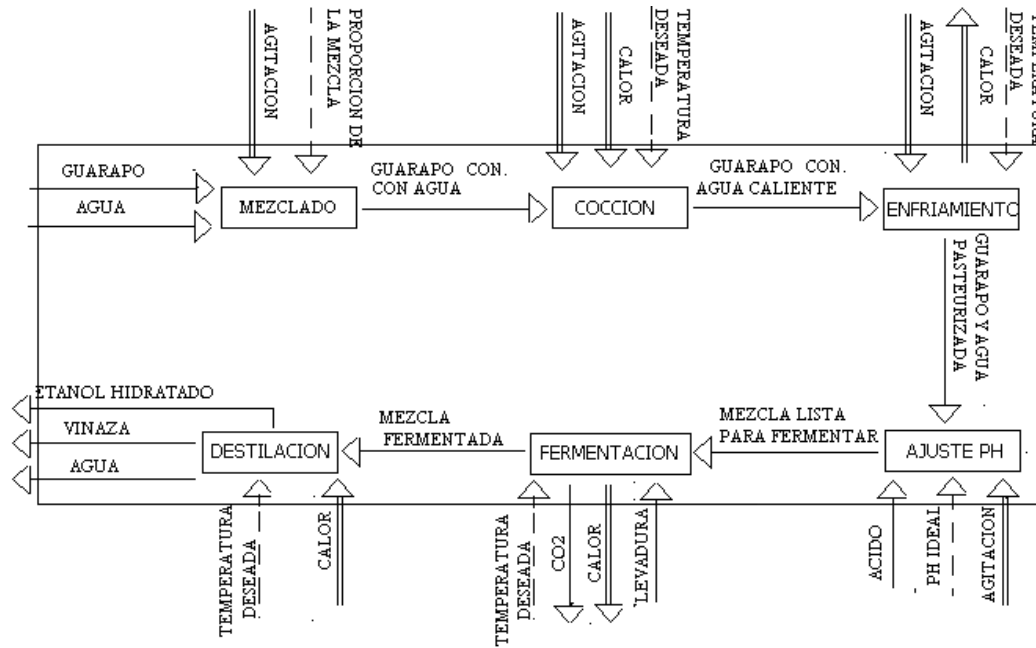 AGITACION
PROPORCION DE
LA MEZCLA
AGITACION
CALOR
TEMPERATURA
DESEADA
AGITACION
CALOR
DESEADA
TEMPERATURA
GUARAPO
AGUA
MEZCLADO
GUARAPO CON.
CON AGUA
COCCION
GUARAPO CON.
AGUA CALIENTE
ENFRIAMIENTO
GUARAPO Y AGUA
PASTEURIZADA
ETANOL HIDRATADO
VINAZA
AGUA
DESTILACION
MEZCLA
FERMENTADA
FERMENTACION
MEZCLA LISTA
PARA FERMENTAR
AJUSTE PH
TEMPERATURA
DESEADA
CALOR
TEMPERATURA
DESEADA
CO2
CALOR
LEVADURA
ACIDO
PH IDEAL
AGITACION